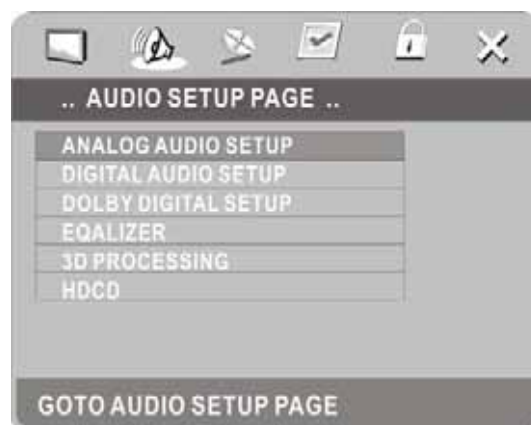 .. AUDIO SETUP PAGE ..
ANALOG AUDIO SETUP
DIGITAL AUDIO SETUP
DOLBY DIGITAL SETUP
EQALIZER
3D PROCESSING
HDCD
GOTO AUDIO SETUP PAGE